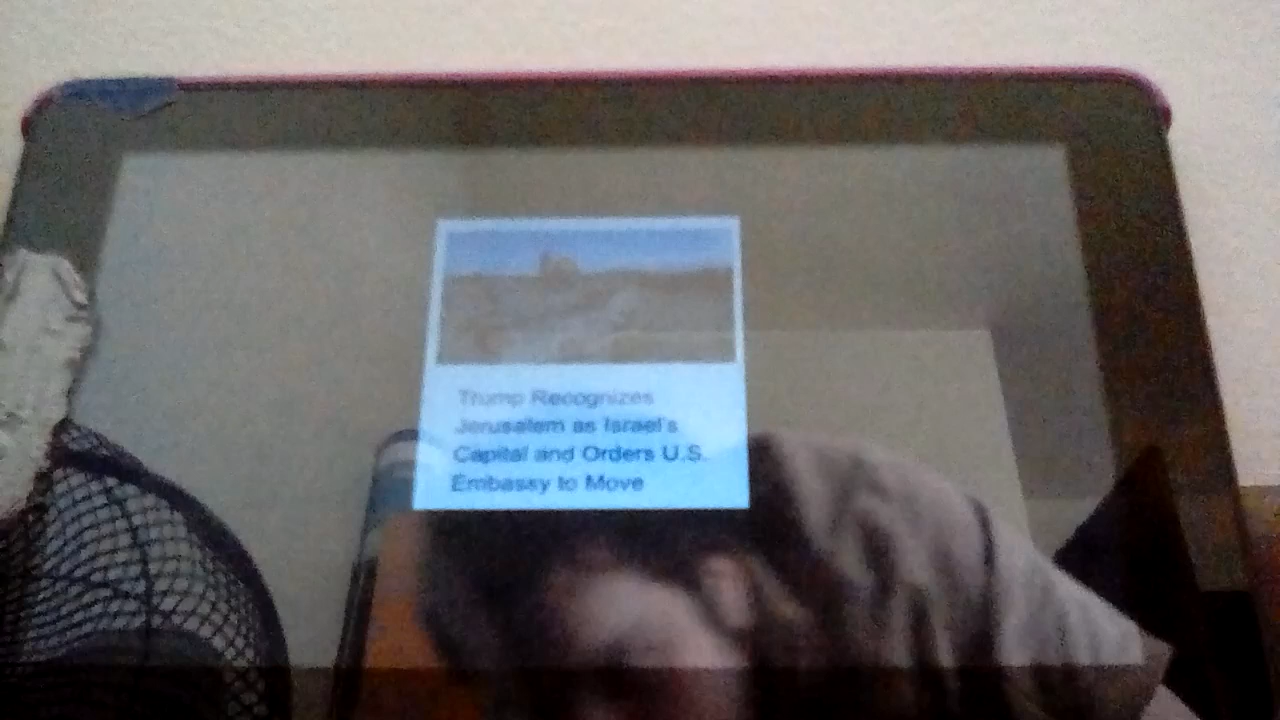 Trump Recognizes
Jerusalem as Israel's
Capital and Orders U.S.
Embassy to Move